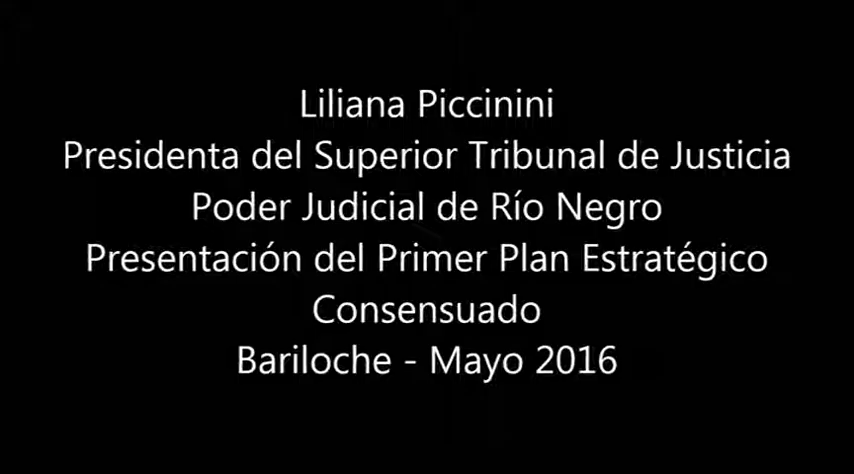 Liliana Piccinini
Presidenta del Superior Tribunal de Justicia
Poder Judicial de Río Negro
Presentación del Primer Plan Estratégico
Consensuado
Bariloche - Mayo 2016